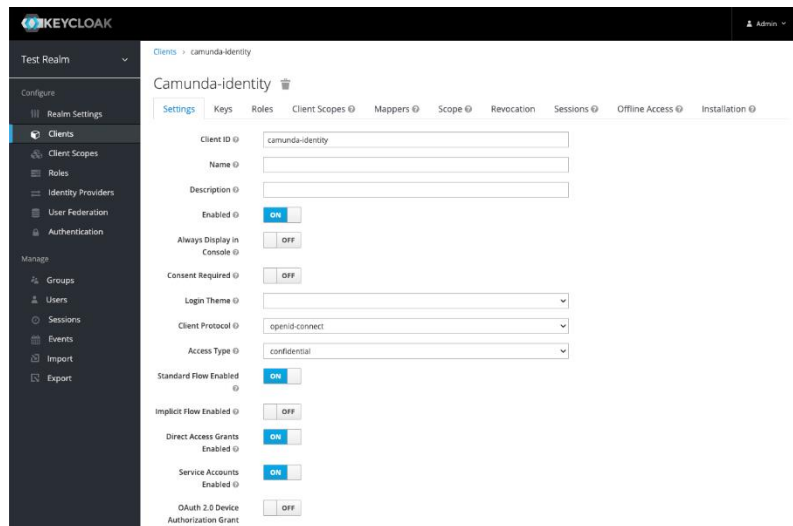 KEYCLOAK
Admin
Test Realm
Configure
Realm Settings
Clients
Client Scopes
Roles
Identity Providers
User Federation
Authentication
Manage
Groups
Users
Sessions
Events
Import
Export
Clients > camunda-identity
Camunda-identity
Settings Keys Roles Client Scopes Mappers Scope Revocation Sessions Offline Access Installation
Client ID camunda-identity
Name
Description
Enabled ON
Always Display in
Console OFF
Consent Required OFF
Login Theme
Client Protocol openid-connect
Access Type confidential
Standard Flow Enabled ON
Implicit Flow Enabled OFF
Direct Access Grants
Enabled ON
Service Accounts
Enabled ON
OAuth 2.0 Device
Authorization Grant OFF